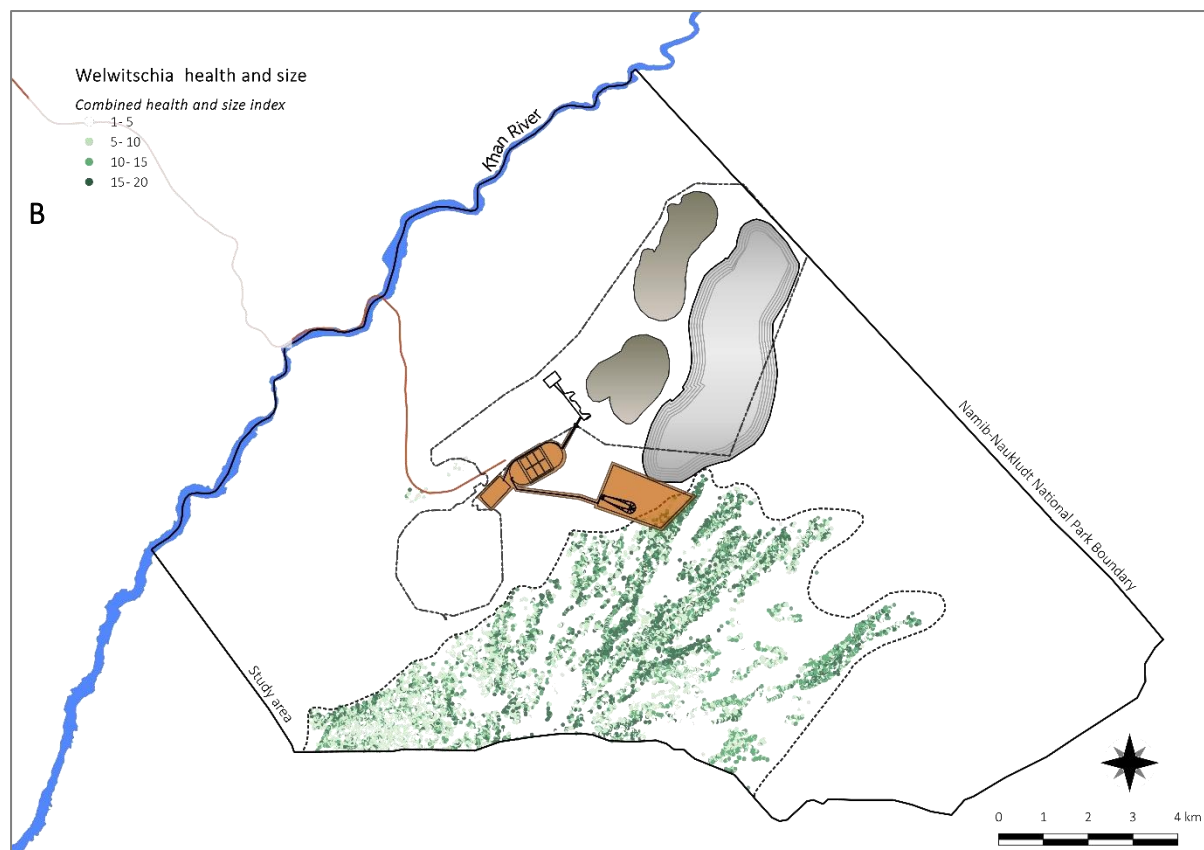 Welwitschia health and size
Combined health and size index
1- 5
5- 10
10- 15
15- 20
B
Khan River
Namib-Naukludt National Park Boundary
Study area
0 1 2 3 4 km